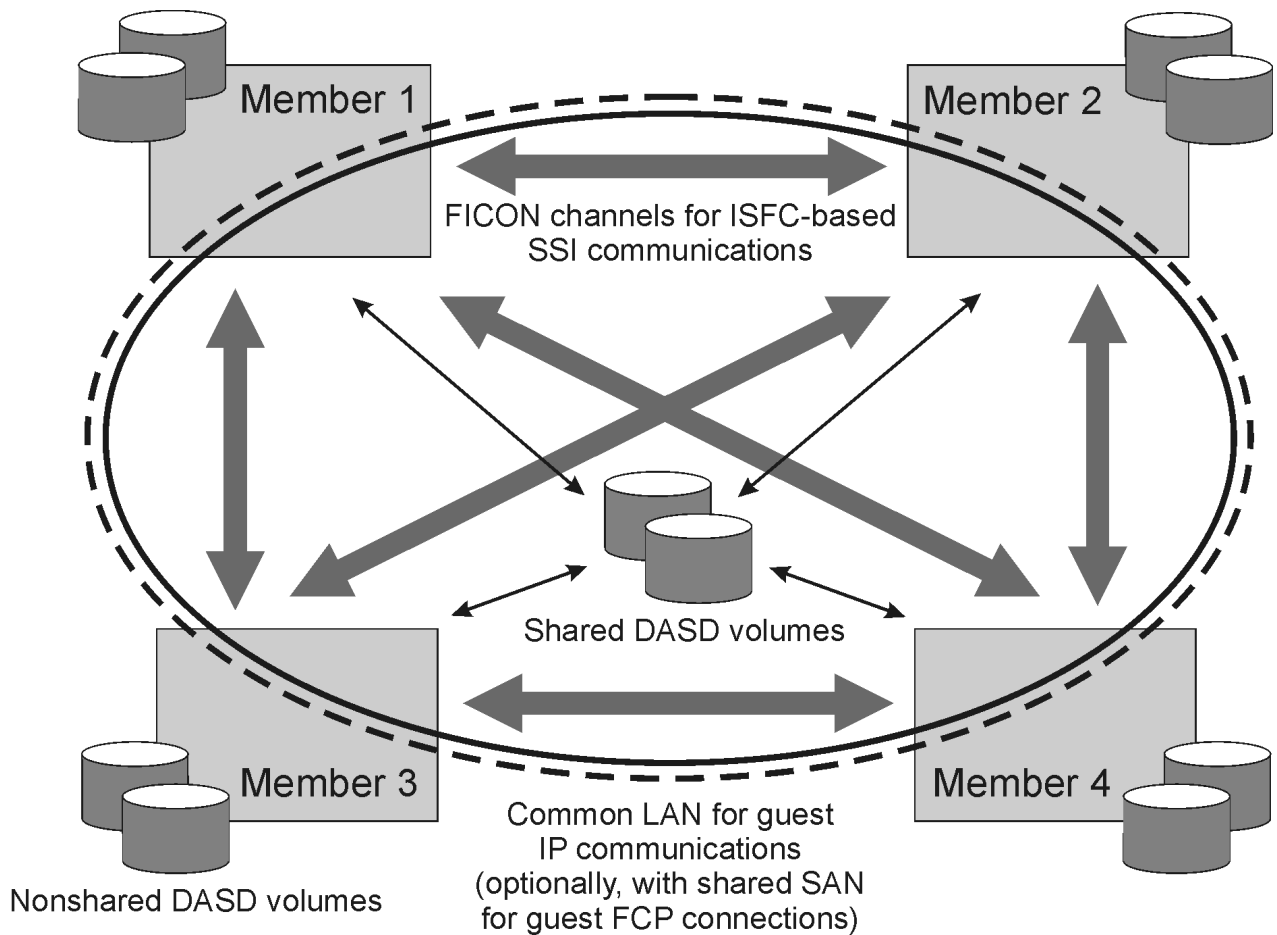 Member 1
Member 2
FICON channels for ISFC-based
SSI communications
Shared DASD volumes
Member 3
Member 4
Common LAN for guest
IP communications
(optionally, with shared SAN
for guest FCP connections)
Nonshared DASD volumes